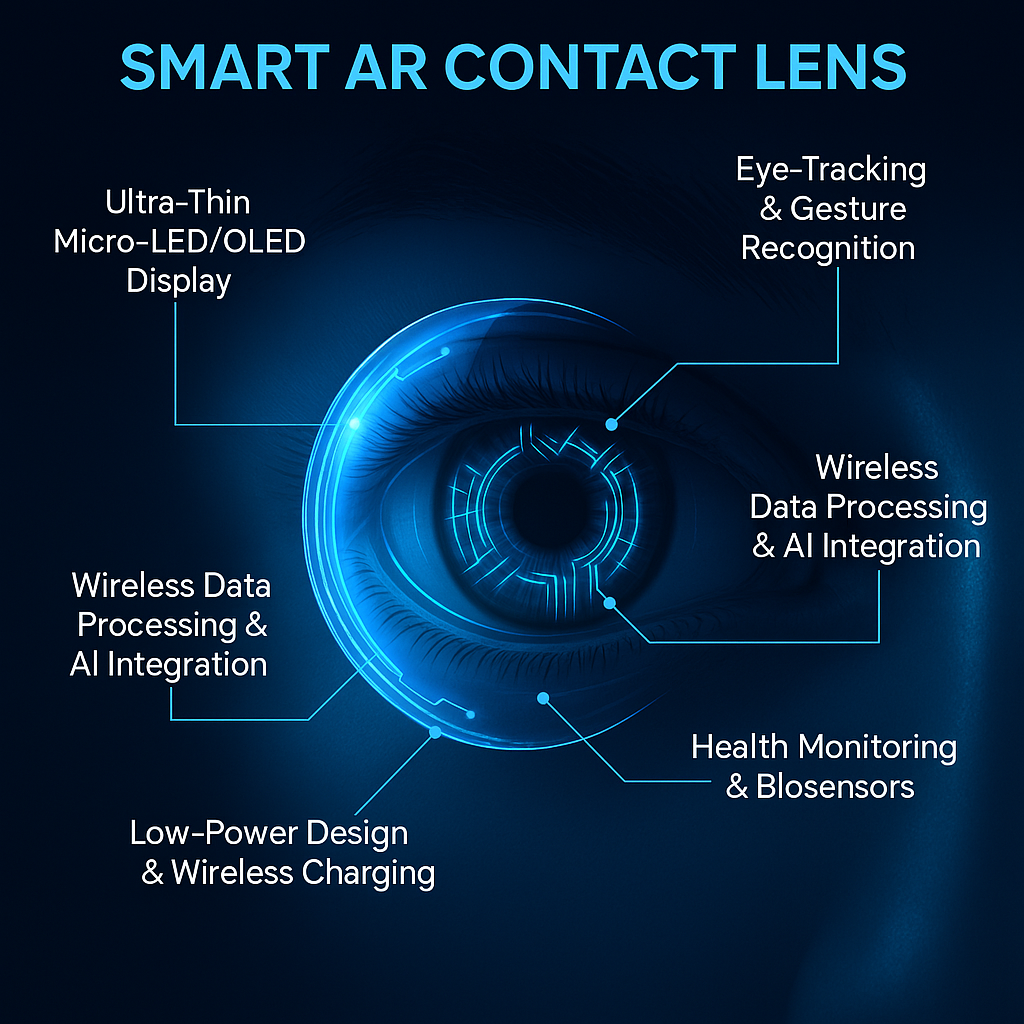 SMART AR CONTACT LENS
Ultra-Thin
Micro-LED/OLED
Display
Eye-Tracking
& Gesture
Recognition
Wireless
Data Processing
& AI Integration
Wireless Data
Processing &
AI Integration
Health Monitoring
& Blosensors
Low-Power Design
& Wireless Charging